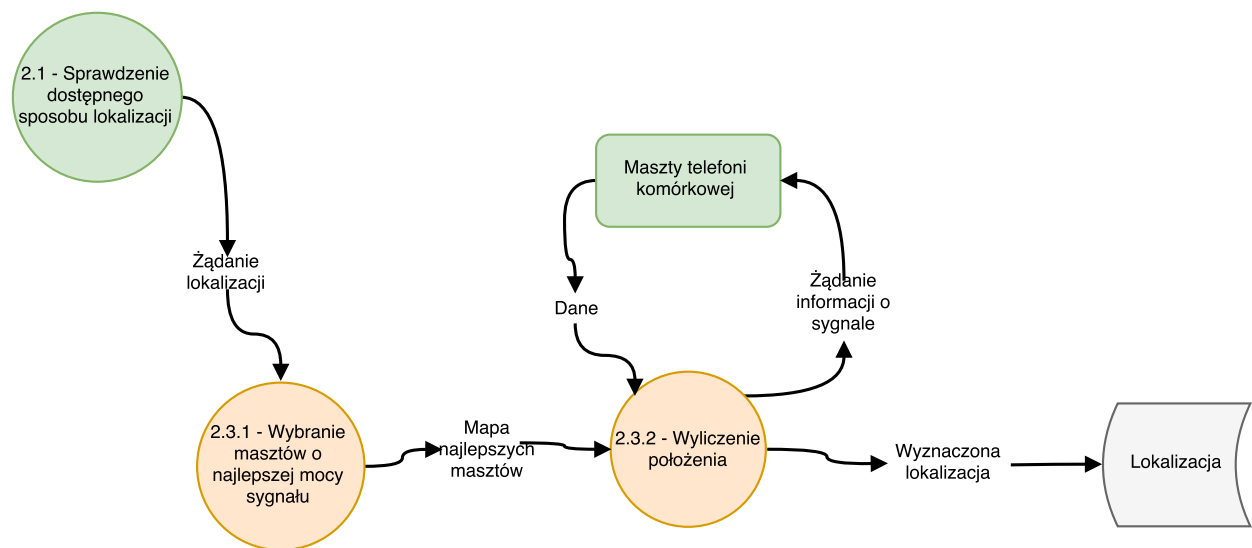 2.1 - Sprawdzenie
dostępnego
sposobu lokalizacji
Maszty telefoni
komórkowej
Żądanie
lokalizacji
Dane
Żądanie
informacji o
sygnale
2.3.1 - Wybranie
masztów o
najlepszej mocy
sygnału
Mapa
najlepszych
masztów
2.3.2 - Wyliczenie
położenia
Wyznaczona
lokalizacja
Lokalizacja